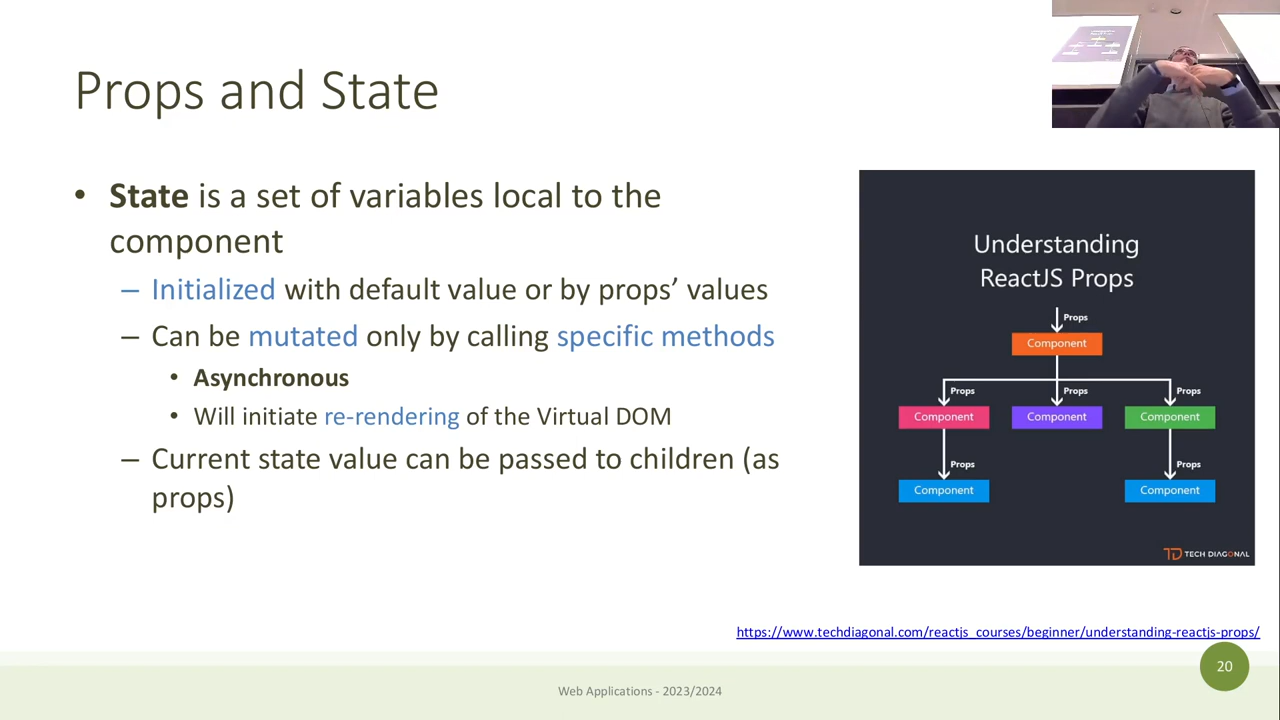 Props and State
• State is a set of variables local to the
component
– Initialized with default value or by props’ values
– Can be mutated only by calling specific methods
• Asynchronous
• Will initiate re-rendering of the Virtual DOM
– Current state value can be passed to children (as
props)
Understanding
ReactJS Props
Props
Component
Props Props Props
Component Component Component
Props Props
Component Component
TD TECH DIAGONAL
https://www.techdiagonal.com/reactjs_courses/beginner/understanding-reactjs-props/
20
Web Applications - 2023/2024